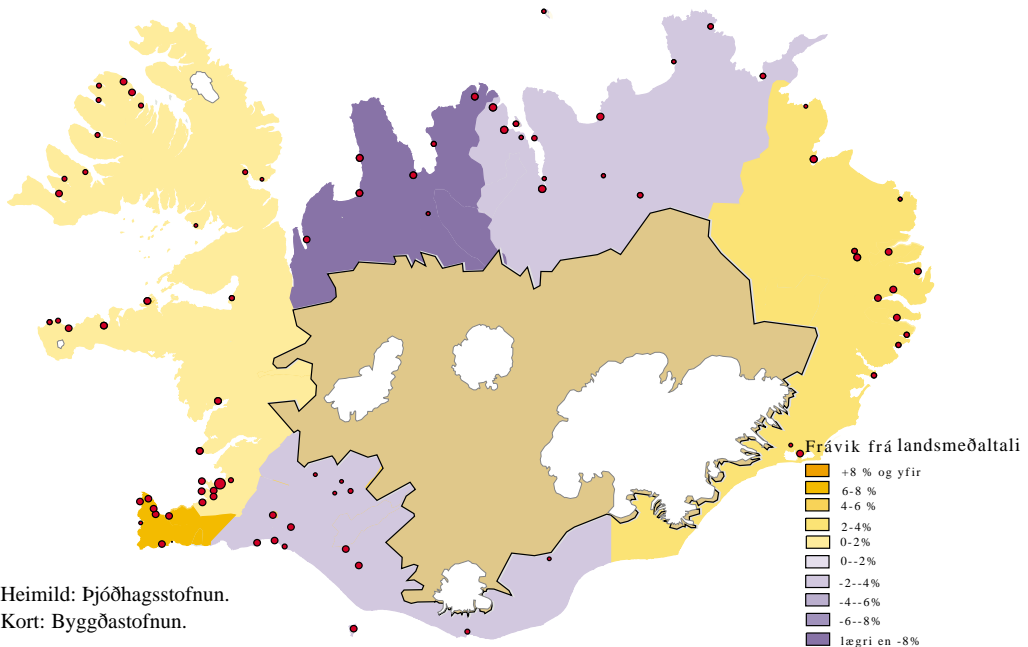 Frávik frá landsmeðaltali
+8 % og yfir
6-8 %
4-6 %
2-4%
0-2%
0--2%
-2--4%
-4--6%
-6--8%
lægri en -8%
Heimild: Þjóðhagsstofnun.
Kort: Byggðastofnun.